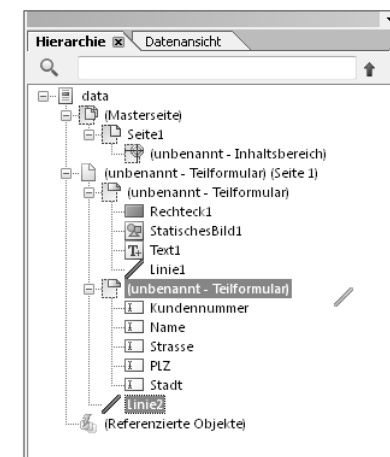 Hierarchie Datenansicht
data
(Masterseite)
Seite1
(unbenannt - Inhaltsbereich)
(unbenannt - Teilformular) (Seite 1)
(unbenannt - Teilformular)
Rechteck1
StatischesBild1
Text1
Linie1
(unbenannt - Teilformular)
Kundennummer
Name
Strasse
PLZ
Stadt
Linie2
(Referenzierte Objekte)